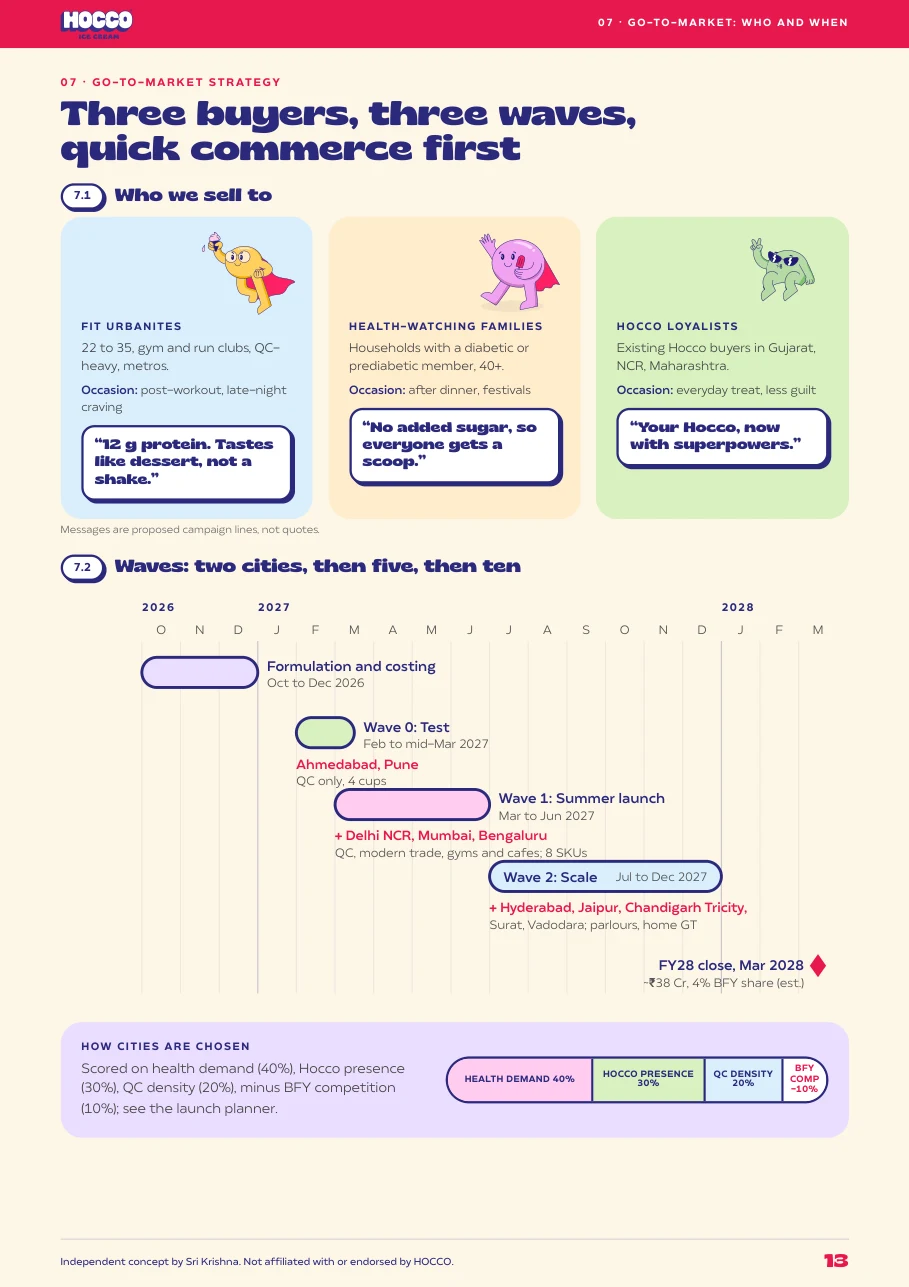 HOCCO
ICE CREAM
07 · GO-TO-MARKET: WHO AND WHEN
07 · GO-TO-MARKET STRATEGY
Three buyers, three waves,
quick commerce first
7.1 Who we sell to
FIT URBANITES
22 to 35, gym and run clubs, QC-
heavy, metros.
Occasion: post-workout, late-night
craving
“12 g protein. Tastes
like dessert, not a
shake.”
HEALTH-WATCHING FAMILIES
Households with a diabetic or
prediabetic member, 40+.
Occasion: after dinner, festivals
“No added sugar, so
everyone gets a
scoop.”
HOCCO LOYALISTS
Existing Hocco buyers in Gujarat,
NCR, Maharashtra.
Occasion: everyday treat, less guilt
“Your Hocco, now
with superpowers.”
Messages are proposed campaign lines, not quotes.
7.2 Waves: two cities, then five, then ten
2026 2027 2028
O N D J F M A M J J A S O N D J F M
Formulation and costing
Oct to Dec 2026
Wave 0: Test
Feb to mid-Mar 2027
Ahmedabad, Pune
QC only, 4 cups
Wave 1: Summer launch
Mar to Jun 2027
+ Delhi NCR, Mumbai, Bengaluru
QC, modern trade, gyms and cafes; 8 SKUs
Wave 2: Scale Jul to Dec 2027
+ Hyderabad, Jaipur, Chandigarh Tricity,
Surat, Vadodara; parlours, home GT
FY28 close, Mar 2028
~₹38 Cr, 4% BFY share (est.)
HOW CITIES ARE CHOSEN
Scored on health demand (40%), Hocco presence
(30%), QC density (20%), minus BFY competition
(10%); see the launch planner.
HEALTH DEMAND 40%
HOCCO PRESENCE
30%
QC DENSITY
20%
BFY
COMP
-10%
Independent concept by Sri Krishna. Not affiliated with or endorsed by HOCCO.
13